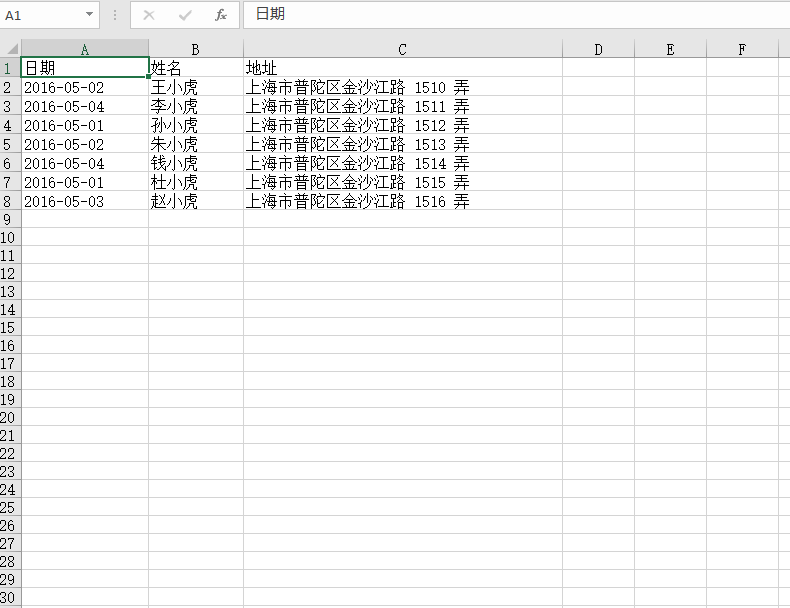 A1 fx 日期
A B C D E F
1 日期 姓名 地址
2 2016-05-02 王小虎 上海市普陀区金沙江路 1510 弄
3 2016-05-04 李小虎 上海市普陀区金沙江路 1511 弄
4 2016-05-01 孙小虎 上海市普陀区金沙江路 1512 弄
5 2016-05-02 朱小虎 上海市普陀区金沙江路 1513 弄
6 2016-05-04 钱小虎 上海市普陀区金沙江路 1514 弄
7 2016-05-01 杜小虎 上海市普陀区金沙江路 1515 弄
8 2016-05-03 赵小虎 上海市普陀区金沙江路 1516 弄
9
10
11
12
13
14
15
16
17
18
19
20
21
22
23
24
25
26
27
28
29
30